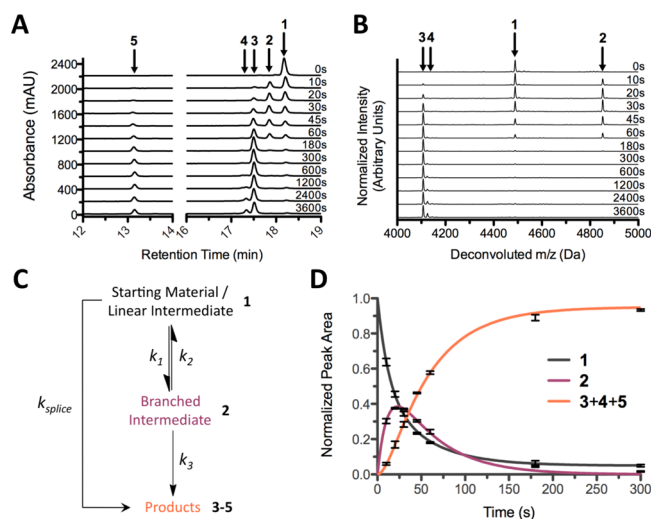 A
5
4 3 2 1
Absorbance (mAU)
2400
2000
1600
1200
800
400
0
0s
10s
20s
30s
45s
60s
180s
300s
600s
1200s
2400s
3600s
12 13 14 16 17 18 19
Retention Time (min)
B
3 4 1 2
Normalized Intensity
(Arbitrary Units)
0s
10s
20s
30s
45s
60s
180s
300s
600s
1200s
2400s
3600s
4000 4200 4400 4600 4800 5000
Deconvoluted m/z (Da)
C
Starting Material /
Linear Intermediate 1
k1 k2
ksplice
Branched
Intermediate 2
k3
Products 3-5
D
Normalized Peak Area
1.0
0.8
0.6
0.4
0.2
0.0
1
2
3+4+5
0 50 100 150 200 250 300
Time (s)